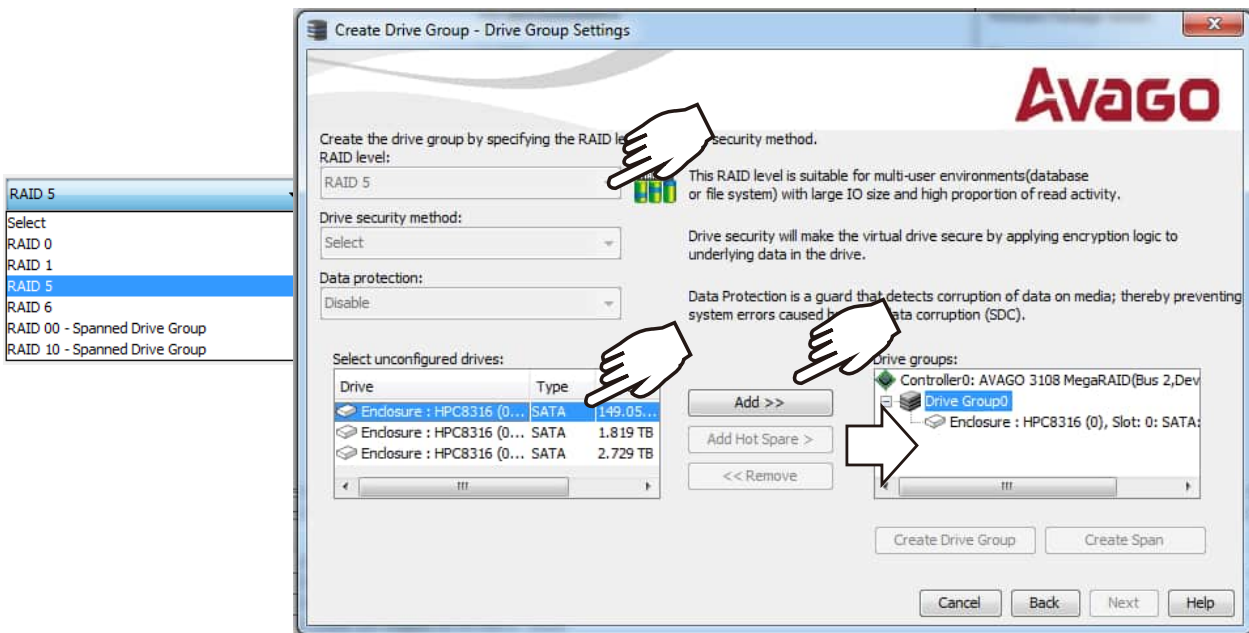 RAID 5
Select
RAID 0
RAID 1
RAID 5
RAID 6
RAID 00 - Spanned Drive Group
RAID 10 - Spanned Drive Group
Create Drive Group - Drive Group Settings
AVAGO
Create the drive group by specifying the RAID security method.
RAID level:
RAID 5
This RAID level is suitable for multi-user environments(database
or file system) with large IO size and high proportion of read activity.
Drive security method:
Select
Drive security will make the virtual drive secure by applying encryption logic to
underlying data in the drive.
Data protection:
Disable
Data Protection is a guard that detects corruption of data on media; thereby preventing
system errors caused data corruption (SDC).
Select unconfigured drives:
Drive Type
Enclosure : HPC8316 (0... SATA 149.05...
Enclosure : HPC8316 (0... SATA 1.819 TB
Enclosure : HPC8316 (0... SATA 2.729 TB
Add >>
Add Hot Spare >
<< Remove
Drive groups:
Controller0: AVAGO 3108 MegaRAID(Bus 2,Dev
Drive Group0
Enclosure : HPC8316 (0), Slot: 0: SATA:
Create Drive Group Create Span
Cancel Back Next Help